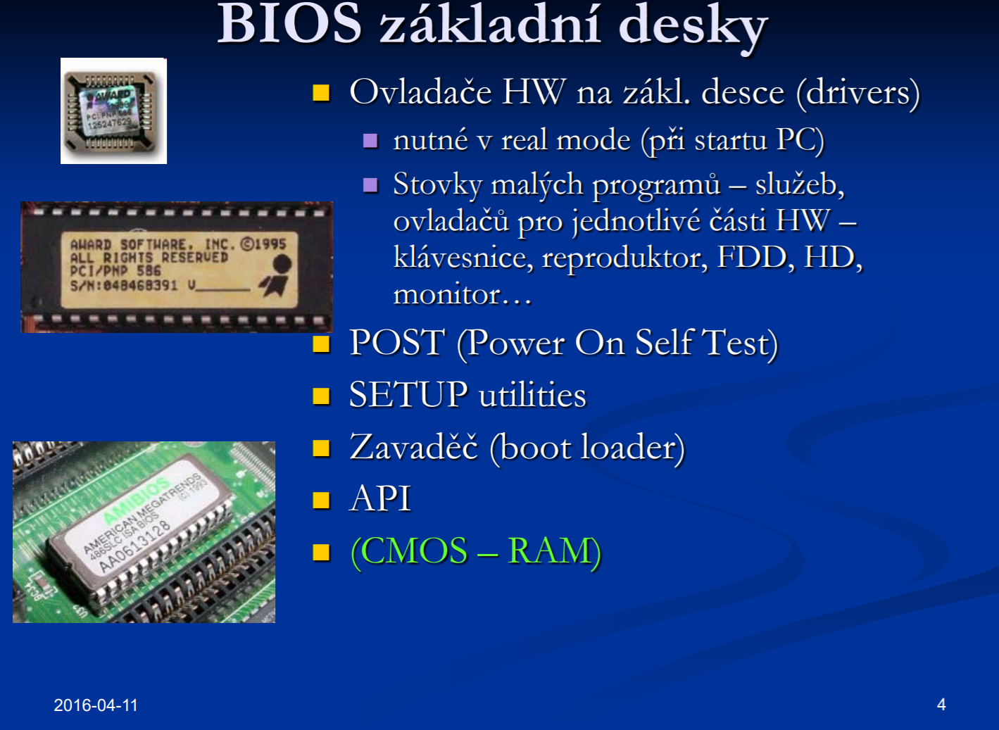 BIOS základní desky
Ovladače HW na zákl. desce (drivers)
nutné v real mode (při startu PC)
Stovky malých programů – služeb,
ovladačů pro jednotlivé části HW –
klávesnice, reproduktor, FDD, HD,
monitor…
POST (Power On Self Test)
SETUP utilities
Zavaděč (boot loader)
API
(CMOS – RAM)
AWARD
PCI/PNP 586
125247629
AWARD SOFTWARE, INC. ©1995
ALL RIGHTS RESERVED
PCI/PNP 586
S/N:048468391 V_______
AMIBIOS
AMERICAN MEGATRENDS
486SLC ISA BIOS (C) 1993
AA0613128
2016-04-11
4